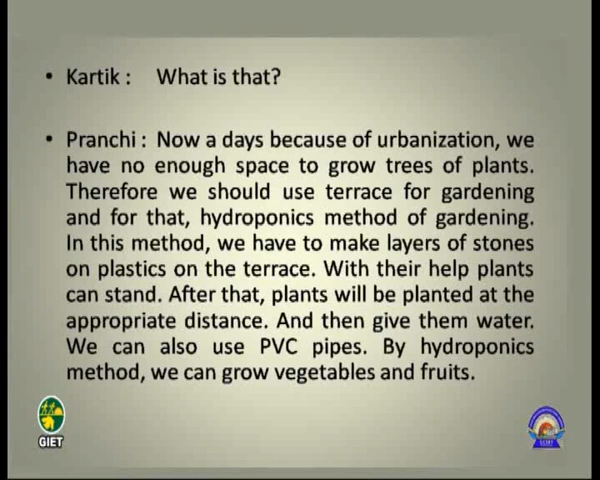 • Kartik : What is that?
• Pranchi : Now a days because of urbanization, we
have no enough space to grow trees of plants.
Therefore we should use terrace for gardening
and for that, hydroponics method of gardening.
In this method, we have to make layers of stones
on plastics on the terrace. With their help plants
can stand. After that, plants will be planted at the
appropriate distance. And then give them water.
We can also use PVC pipes. By hydroponics
method, we can grow vegetables and fruits.
GIET